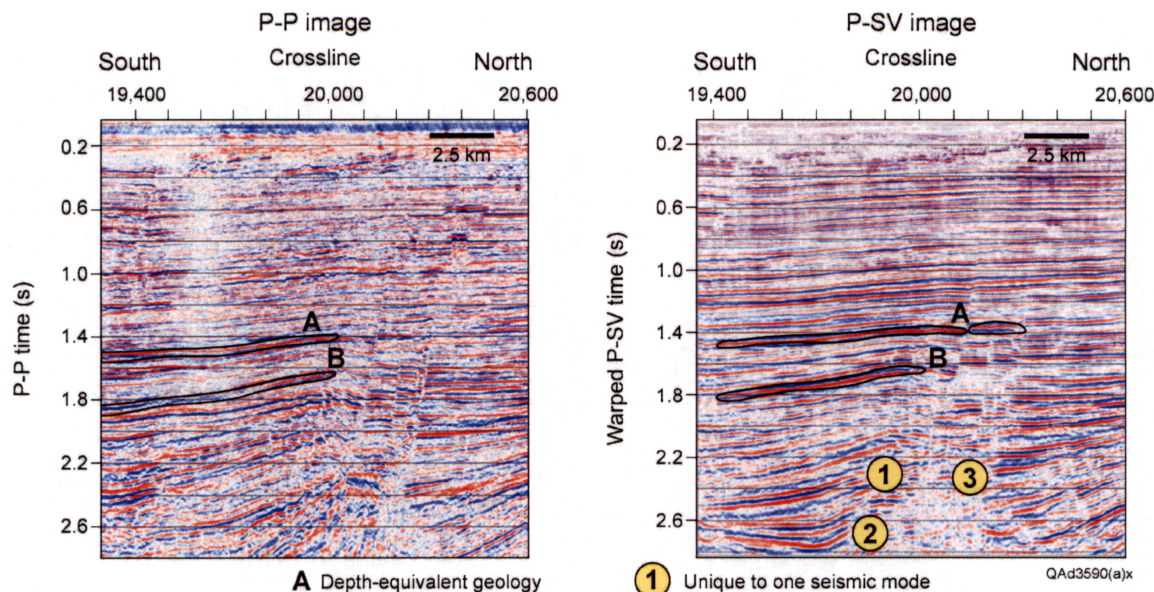 P-P image
South Crossline North
19,400 20,000 20,600
P-P time (s)
0.2
0.6
1.0
1.4
1.8
2.2
2.6
2.5 km
A
B
P-SV image
South Crossline North
19,400 20,000 20,600
Warped P-SV time (s)
0.2
0.6
1.0
1.4
1.8
2.2
2.6
2.5 km
A
B
1
3
2
A Depth-equivalent geology
1 Unique to one seismic mode
QAd3590(a)x